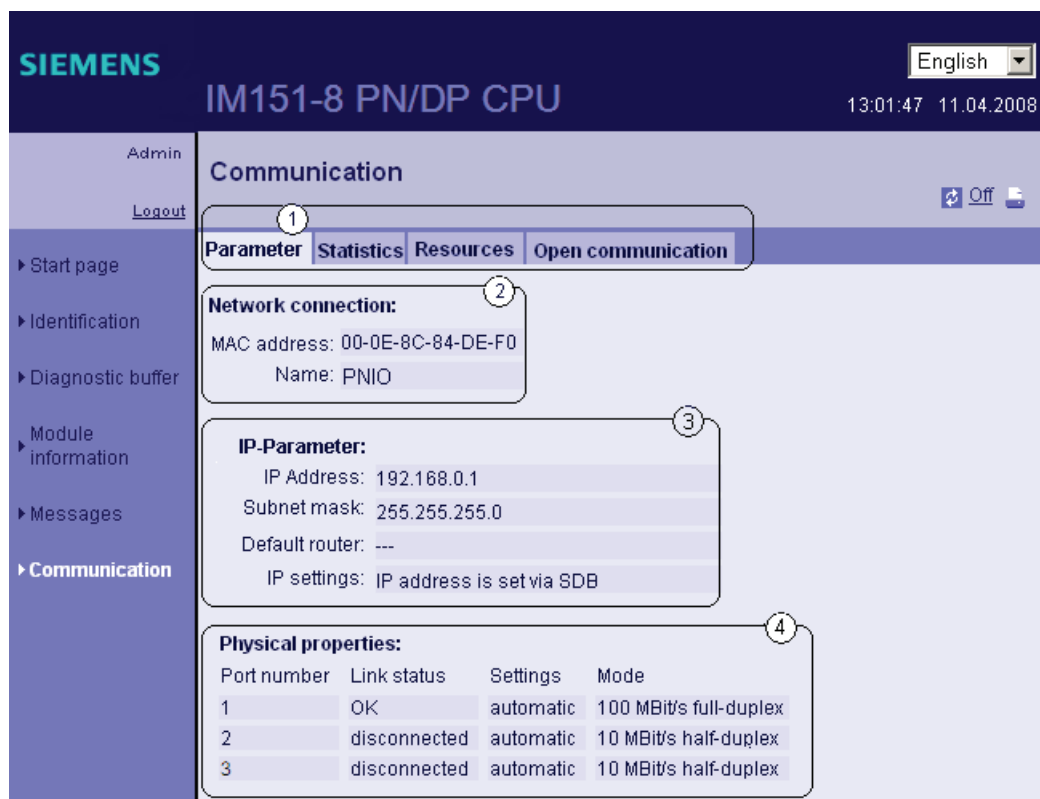 SIEMENS
English
IM151-8 PN/DP CPU
13:01:47 11.04.2008
Admin
Communication
Logout
Off
1
Parameter Statistics Resources Open communication
Start page
Identification
Diagnostic buffer
Module
information
Messages
Communication
2
Network connection:
MAC address: 00-0E-8C-84-DE-F0
Name: PNIO
3
IP-Parameter:
IP Address: 192.168.0.1
Subnet mask: 255.255.255.0
Default router: ---
IP settings: IP address is set via SDB
4
Physical properties:
Port number Link status Settings Mode
1 OK automatic 100 MBit/s full-duplex
2 disconnected automatic 10 MBit/s half-duplex
3 disconnected automatic 10 MBit/s half-duplex